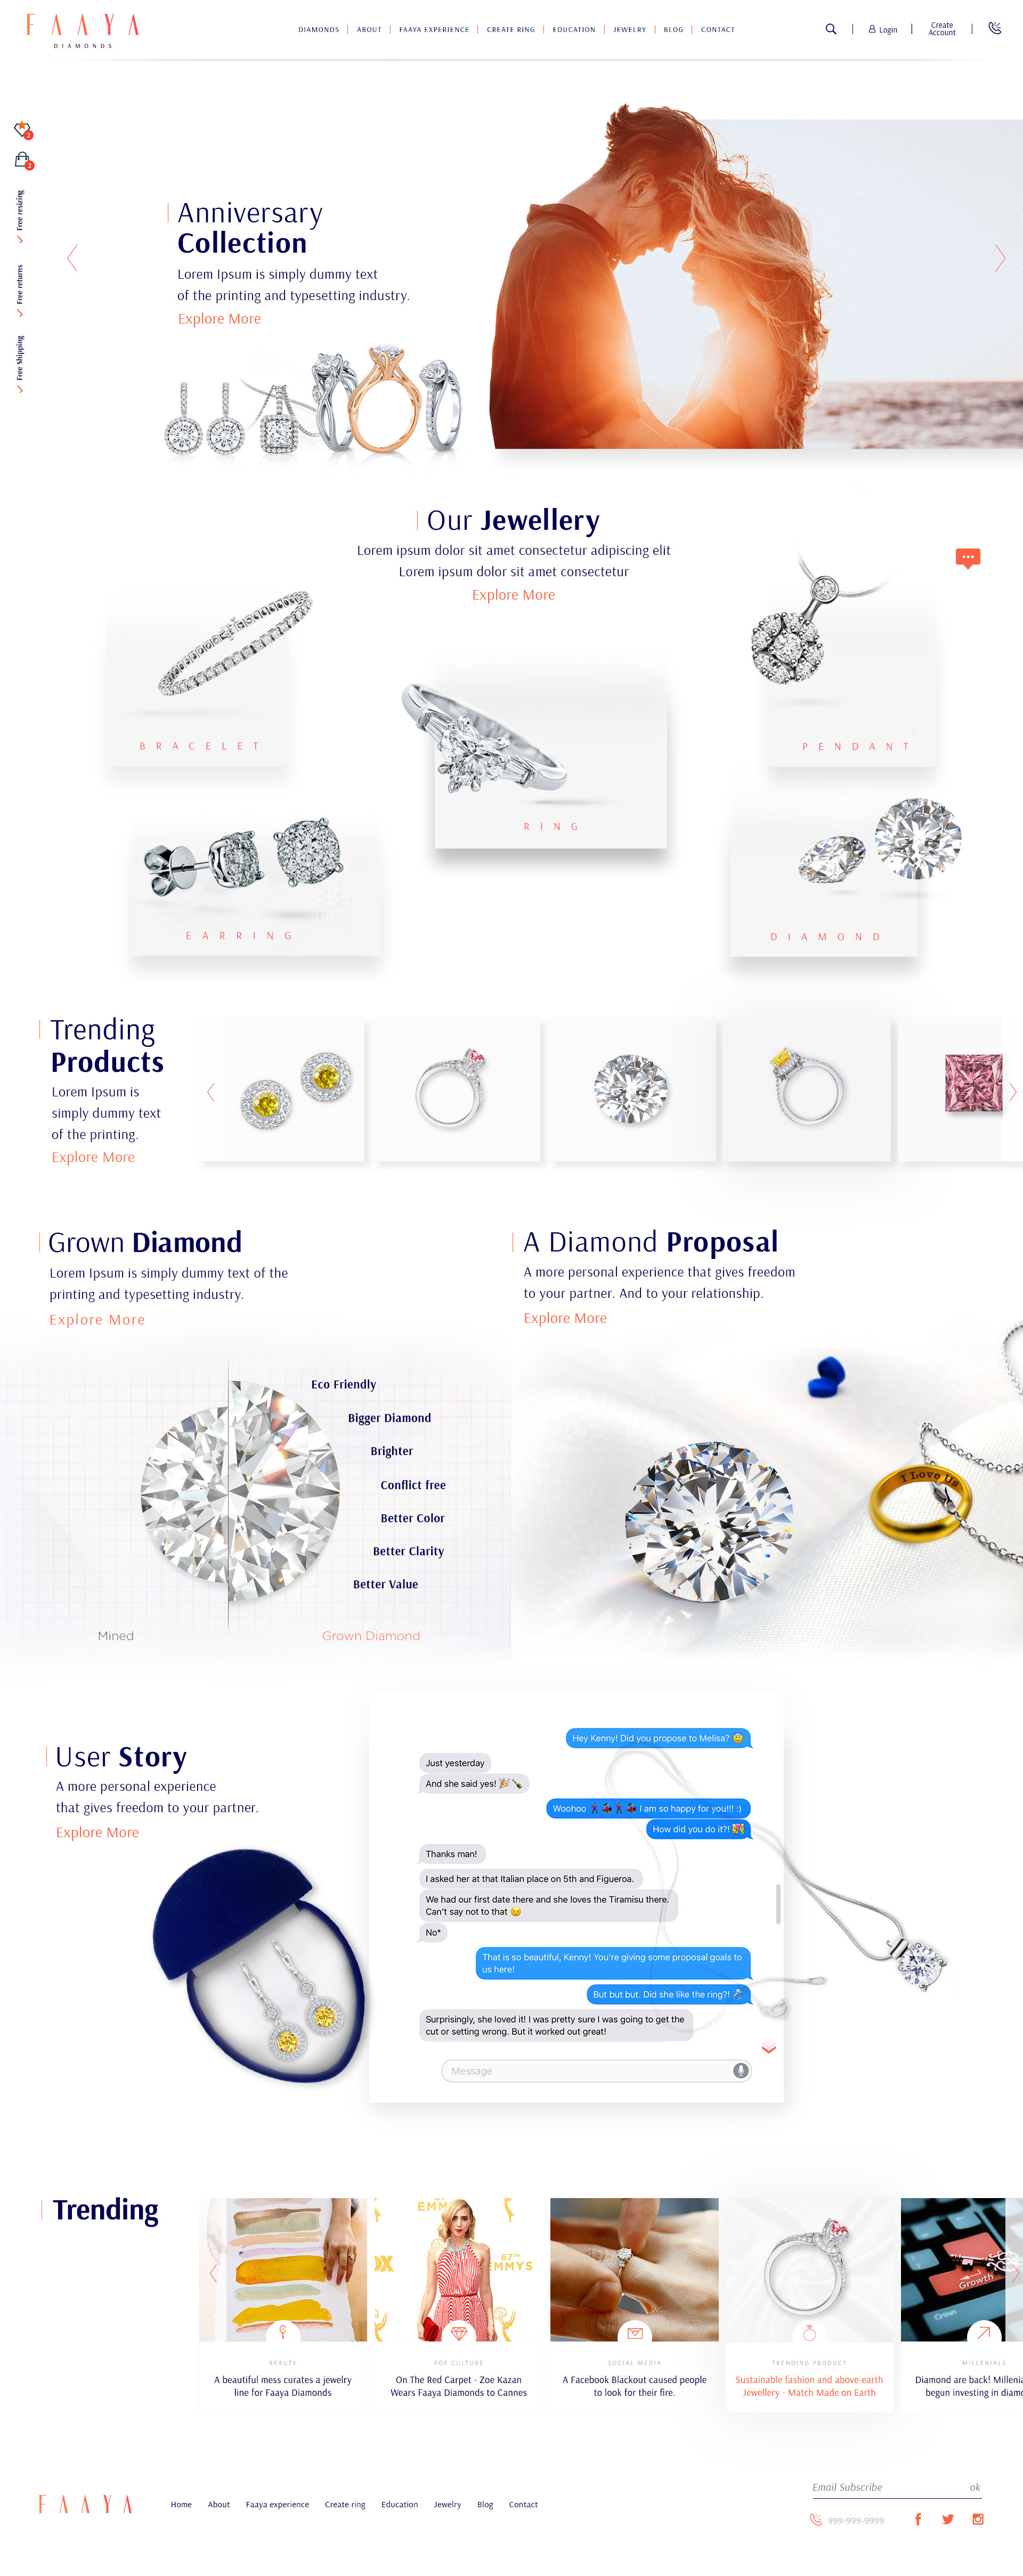 FAAYA
DIAMONDS
DIAMONDS | ABOUT | FAAYA EXPERIENCE | CREATE RING | EDUCATION | JEWELRY | BLOG | CONTACT
Login
Create
Account
2
2
Free resizing
Free returns
Free Shipping
Anniversary
Collection
Lorem Ipsum is simply dummy text
of the printing and typesetting industry.
Explore More
Our Jewellery
Lorem ipsum dolor sit amet consectetur adipiscing elit
Lorem ipsum dolor sit amet consectetur
Explore More
BRACELET
PENDANT
RING
EARRING
DIAMOND
Trending
Products
Lorem Ipsum is
simply dummy text
of the printing.
Explore More
Grown Diamond
Lorem Ipsum is simply dummy text of the
printing and typesetting industry.
Explore More
Eco Friendly
Bigger Diamond
Brighter
Conflict free
Better Color
Better Clarity
Better Value
Mined
Grown Diamond
A Diamond Proposal
A more personal experience that gives freedom
to your partner. And to your relationship.
Explore More
I Love Us
User Story
A more personal experience
that gives freedom to your partner.
Explore More
Hey Kenny! Did you propose to Melisa? 😊
Just yesterday
And she said yes! 🎉🍾
Woohoo 🕺💃🕺💃 I am so happy for you!!! :)
How did you do it?! 💐
Thanks man!
I asked her at that Italian place on 5th and Figueroa.
We had our first date there and she loves the Tiramisu there.
Can't say not to that 😉
No*
That is so beautiful, Kenny! You're giving some proposal goals to
us here!
But but but. Did she like the ring?! 💍
Surprisingly, she loved it! I was pretty sure I was going to get the
cut or setting wrong. But it worked out great!
Message
Trending
EMM
67TH
EMMYS
Growth
Shift
BEAUTY
A beautiful mess curates a jewelry
line for Faaya Diamonds
POP CULTURE
On The Red Carpet - Zoe Kazan
Wears Faaya Diamonds to Cannes
SOCIAL MEDIA
A Facebook Blackout caused people
to look for their fire.
TRENDING PRODUCT
Sustainable fashion and above-earth
Jewellery - Match Made on Earth
MILLENIALS
Diamond are back! Millenia
begun investing in diamo
FAAYA
Home About Faaya experience Create ring Education Jewelry Blog Contact
Email Subscribe ok
999-999-9999